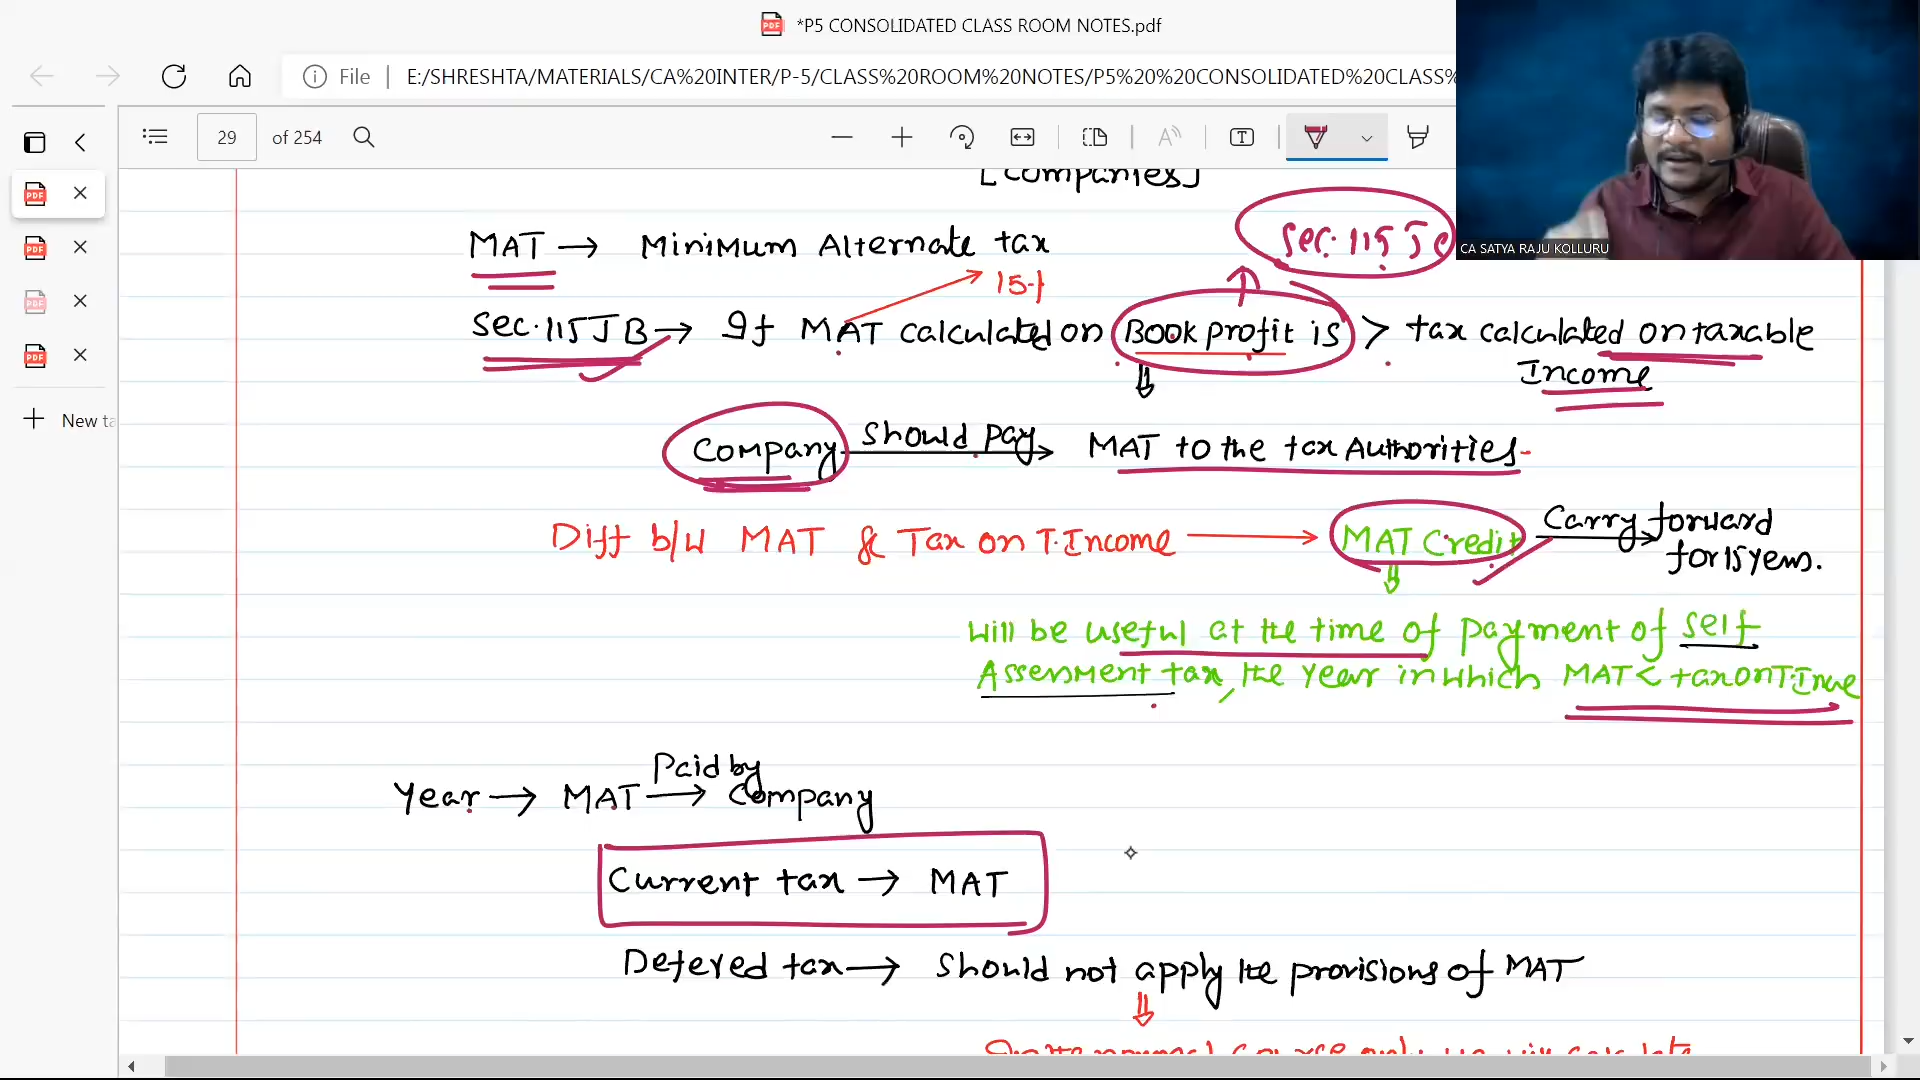 *P5 CONSOLIDATED CLASS ROOM NOTES.pdf
File | E:/SHRESHTA/MATERIALS/CA%20INTER/P-5/CLASS%20ROOM%20NOTES/P5%20%20CONSOLIDATED%20CLASS%
29 of 254
New ta
CA SATYA RAJU KOLLURU
[Companies]
MAT → Minimum Alternate tax
Sec. 115 JC
15%
Sec. 115JB → If MAT calculated on Book profit is > tax calculated on taxable
Income
Company should pay → MAT to the tax Authorities.
Diff b/w MAT & Tax on T.Income → MAT Credit Carry forward →
for 15 years.
will be useful at the time of payment of self
Assessment tax, the year in which MAT < tax on T.Income
Year → MAT Paid by → Company
Current tax → MAT
Defered tax → should not apply the provisions of MAT